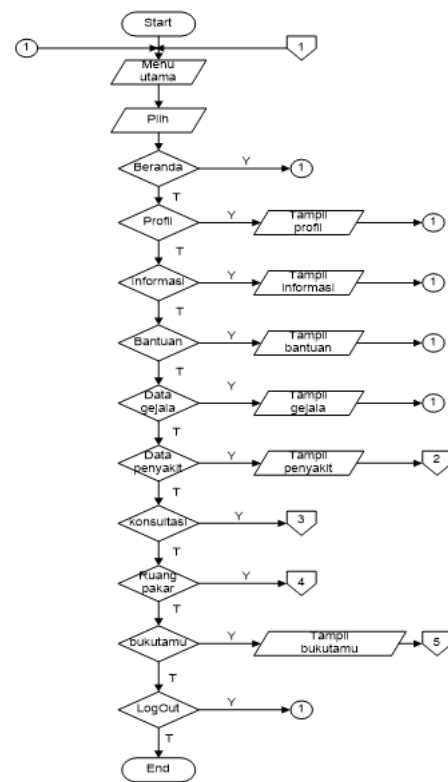 Start
1
1
Menu
utama
Pilh
Beranda
Y
1
T
Profil
Y
Tampil
profil
1
T
Informasi
Y
Tampil
Informasi
1
T
Bantuan
Y
Tampil
bantuan
1
T
Data
gejala
Y
Tampil
gejala
1
T
Data
penyakit
Y
Tampil
penyakit
2
T
konsultasi
Y
3
T
Ruang
pakar
Y
4
T
bukutamu
Y
Tampil
bukutamu
5
T
LogOut
Y
1
T
End